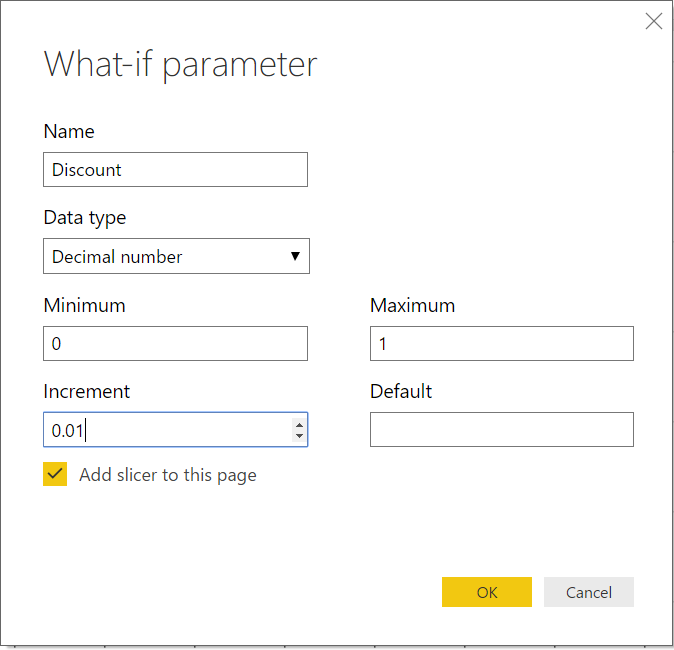 What-if parameter
Name
Discount
Data type
Decimal number
Minimum
Maximum
0
1
Increment
Default
0.01
Add slicer to this page
OK
Cancel